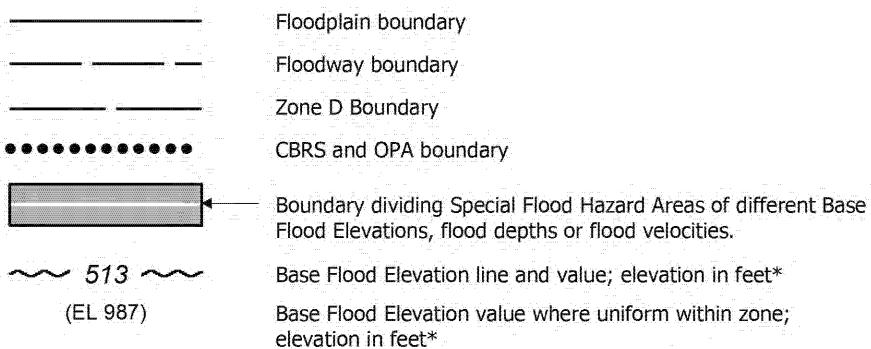 Floodplain boundary
Floodway boundary
Zone D Boundary
CBRS and OPA boundary
Boundary dividing Special Flood Hazard Areas of different Base
Flood Elevations, flood depths or flood velocities.
513 Base Flood Elevation line and value; elevation in feet*
(EL 987) Base Flood Elevation value where uniform within zone;
elevation in feet*